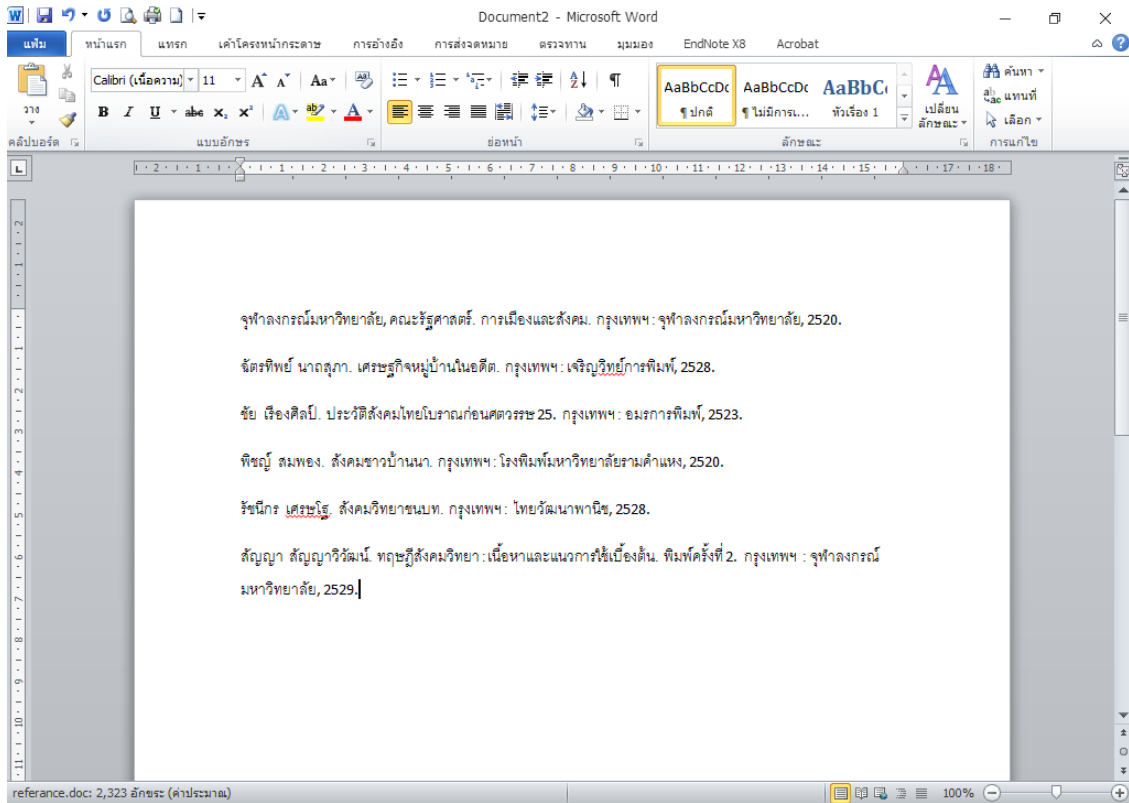 Document2 - Microsoft Word
แฟ้ม หน้าแรก แทรก เค้าโครงหน้ากระดาษ การอ้างอิง การส่งจดหมาย ตรวจทาน มุมมอง EndNote X8 Acrobat
วาง
Calibri (เนื้อความ) 11
AaBbCcDc AaBbCcDc AaBbC
¶ ปกติ ¶ ไม่มีการเ... หัวเรื่อง 1
เปลี่ยนลักษณะ
ค้นหา
แทนที่
เลือก
คลิปบอร์ด แบบอักษร ย่อหน้า ลักษณะ การแก้ไข
จุฬาลงกรณ์มหาวิทยาลัย, คณะรัฐศาสตร์. การเมืองและสังคม. กรุงเทพฯ : จุฬาลงกรณ์มหาวิทยาลัย, 2520.
ฉัตรทิพย์ นาถสุภา. เศรษฐกิจหมู่บ้านในอดีต. กรุงเทพฯ : เจริญวิทย์การพิมพ์, 2528.
ชัย เรืองศิลป์. ประวัติสังคมไทยโบราณก่อนศตวรรษ 25. กรุงเทพฯ : อมรการพิมพ์, 2523.
พิชญ์ สมพอง. สังคมชาวบ้านนา. กรุงเทพฯ : โรงพิมพ์มหาวิทยาลัยรามคำแหง, 2520.
รัชนีกร เศรษโฐ. สังคมวิทยาชนบท. กรุงเทพฯ : ไทยวัฒนาพานิช, 2528.
สัญญา สัญญาวิวัฒน์. ทฤษฎีสังคมวิทยา : เนื้อหาและแนวการใช้เบื้องต้น. พิมพ์ครั้งที่ 2. กรุงเทพฯ : จุฬาลงกรณ์
มหาวิทยาลัย, 2529.
referance.doc: 2,323 อักขระ (ค่าประมาณ) 100%